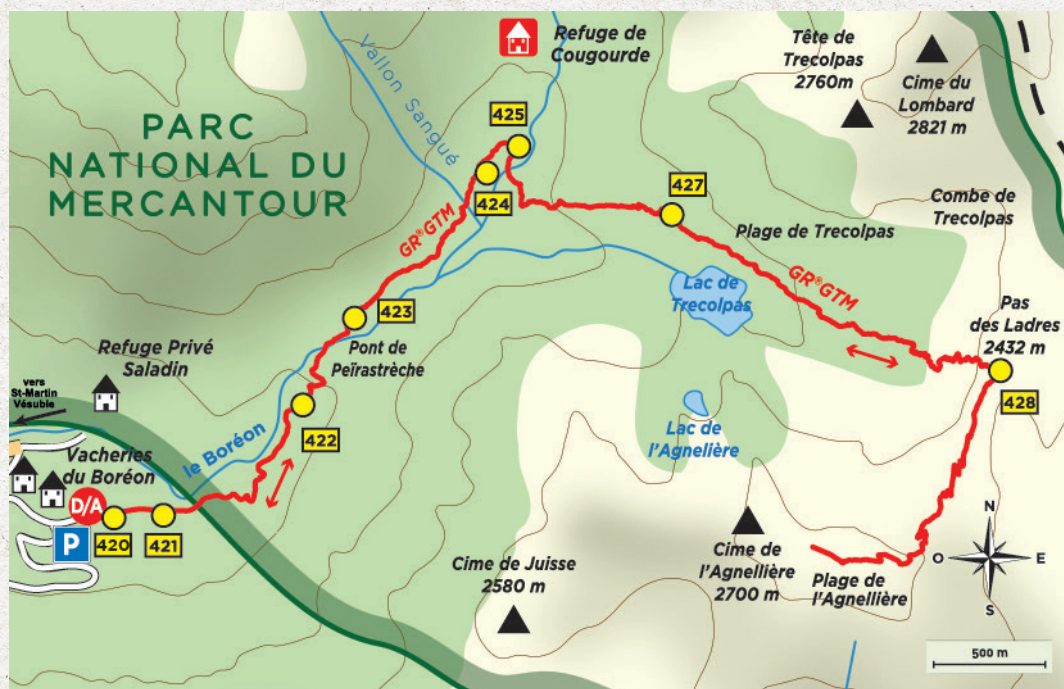 PARC
NATIONAL DU
MERCANTOUR
Vallon Sangué
Refuge de
Cougourde
Tête de
Trecolpas
2760m
Cime du
Lombard
2821 m
425
424
427
GR®GTM
Combe de
Trecolpas
Plage de Trecolpas
GR®GTM
Lac de
Trecolpas
Pas
des Ladres
2432 m
428
423
Pont de
Peïrastrèche
Refuge Privé
Saladin
vers
St-Martin
Vésubie
422
Lac de
l'Agnelière
le Boréon
Vacheries
du Boréon
D/A
P
420
421
Cime de Juisse
2580 m
Cime de
l'Agnellière
2700 m
Plage de
l'Agnellière
N
O
E
S
500 m